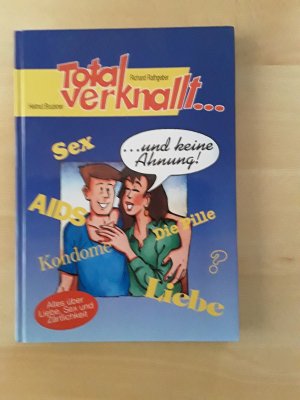 Total
Richard Rathgeber
Helmut Bouterwe
verknallt...
...und keine
Ahnung!
Sex
AIDS
Die Pille
Kondome
?
Liebe
Alles über
Liebe, Sex und
Zärtlichkeit